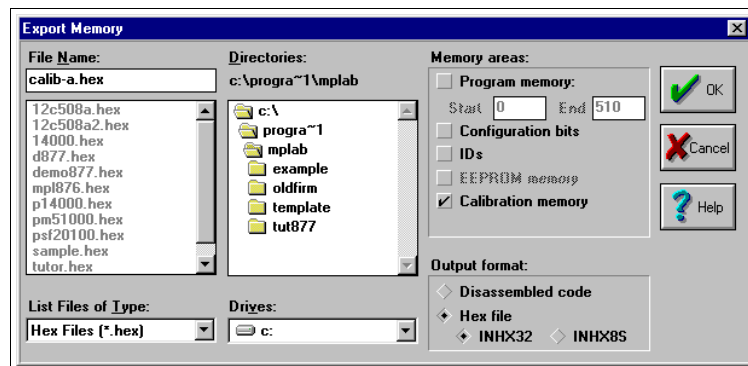 Export Memory
File Name:
calib-a.hex
12c508a.hex
12c508a2.hex
14000.hex
d877.hex
demo877.hex
mpl876.hex
p14000.hex
pm51000.hex
psf20100.hex
sample.hex
tutor.hex
List Files of Type:
Hex Files (*.hex)
Directories:
c:\progra~1\mplab
c:\
progra~1
mplab
example
oldfirm
template
tut877
Drives:
c:
Memory areas:
Program memory:
Start 0 End 510
Configuration bits
IDs
EEPROM memory
Calibration memory
Output format:
Disassembled code
Hex file
INHX32 INHX8S
OK
Cancel
Help